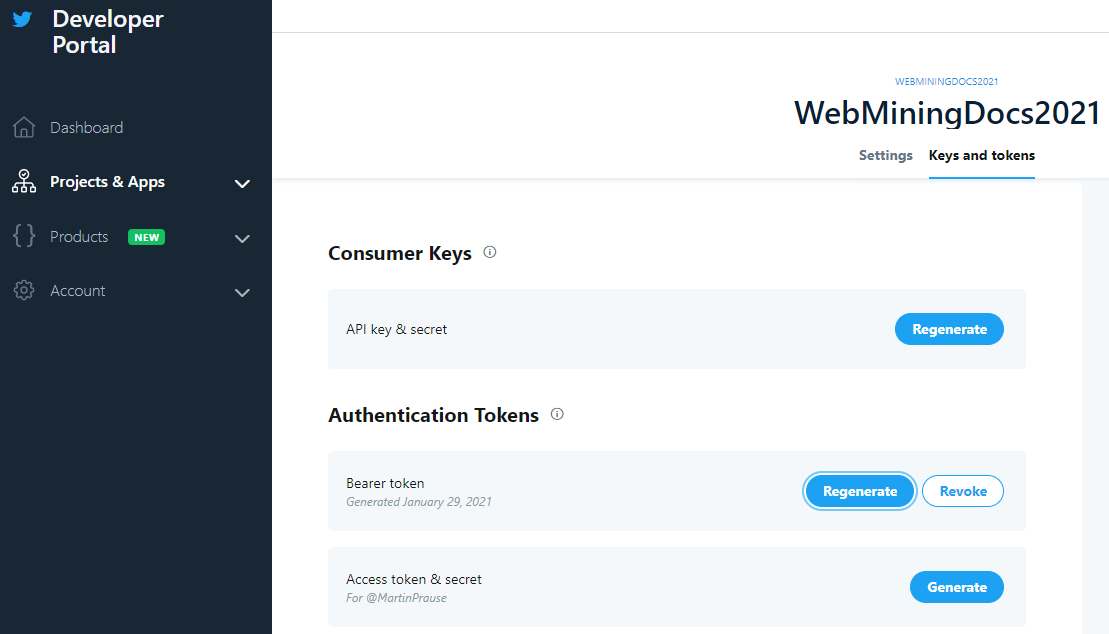 Developer
Portal
Dashboard
Projects & Apps
Products NEW
Account
WEBMININGDOCS2021
WebMiningDocs2021
Settings Keys and tokens
Consumer Keys
API key & secret Regenerate
Authentication Tokens
Bearer token
Generated January 29, 2021
Regenerate Revoke
Access token & secret
For @MartinPrause
Generate